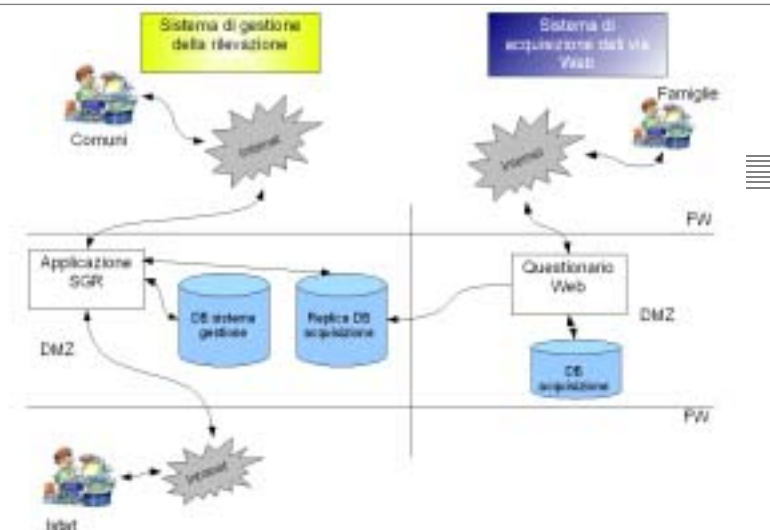 Sistema di gestione
della rilevazione
Sistema di
acquisizione dati via
Web
Comuni
Internet
Internet
Famiglie
FW
Applicazione
SGR
DB sistema
gestione
Replica DB
acquisizione
Questionario
Web
DMZ
DMZ
DB
acquisizione
FW
Intranet
Istat